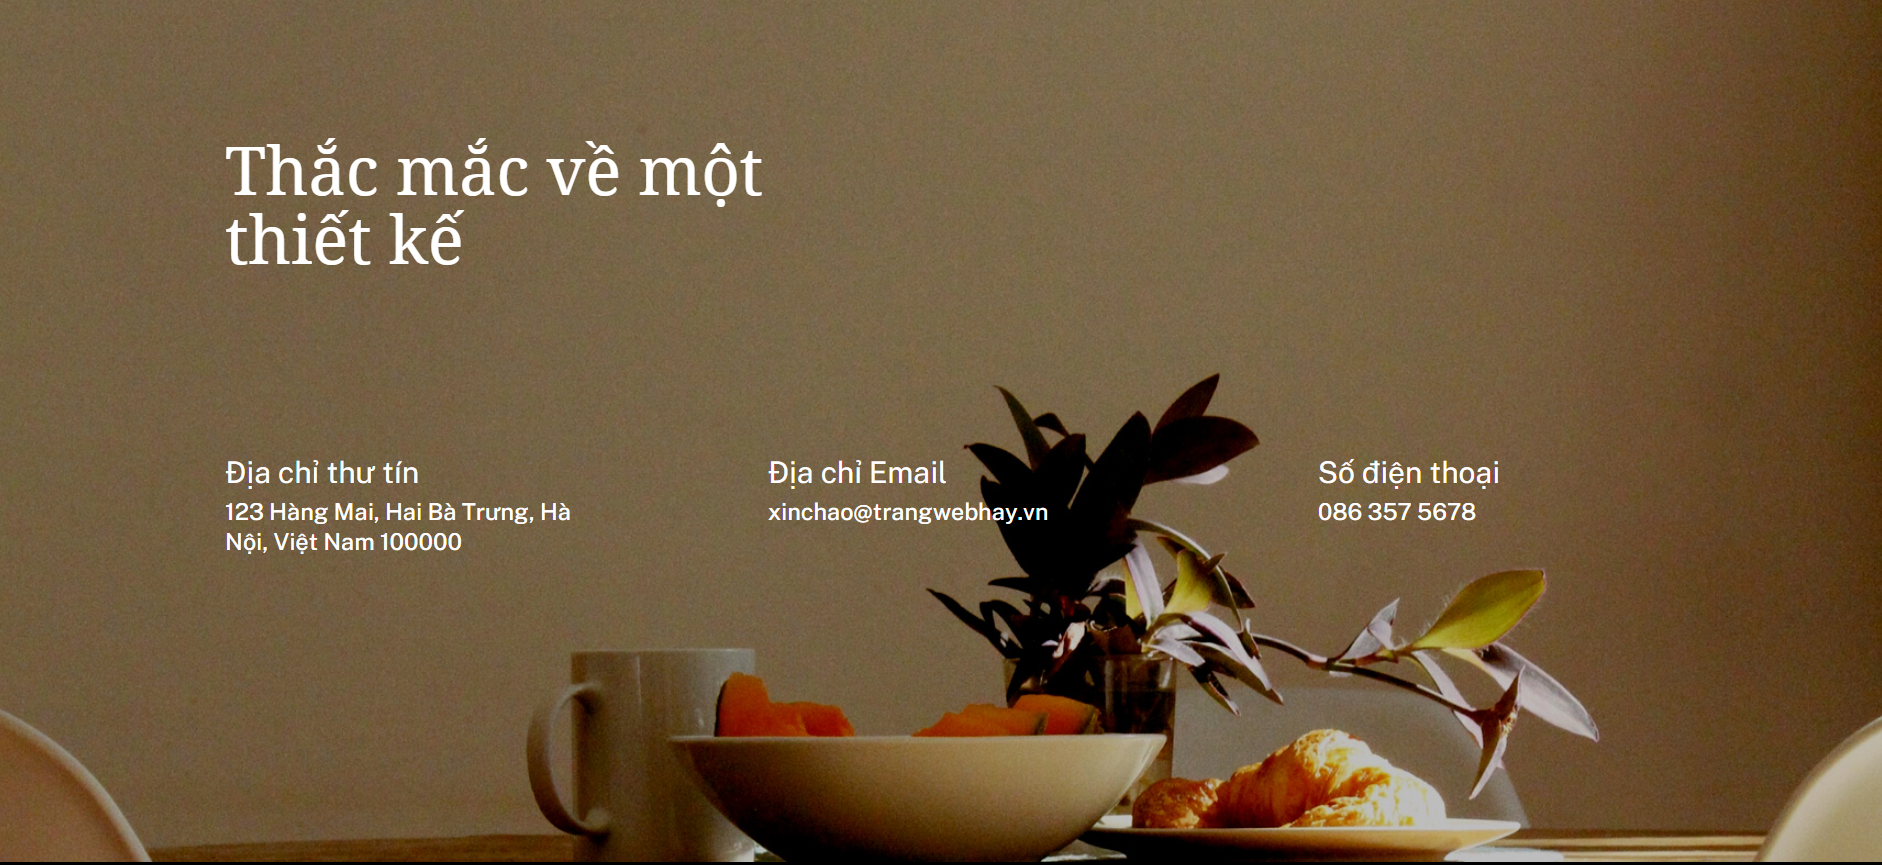 Thắc mắc về một
thiết kế
Địa chỉ thư tín
123 Hàng Mai, Hai Bà Trưng, Hà
Nội, Việt Nam 100000
Địa chỉ Email
xinchao@trangwebhay.vn
Số điện thoại
086 357 5678